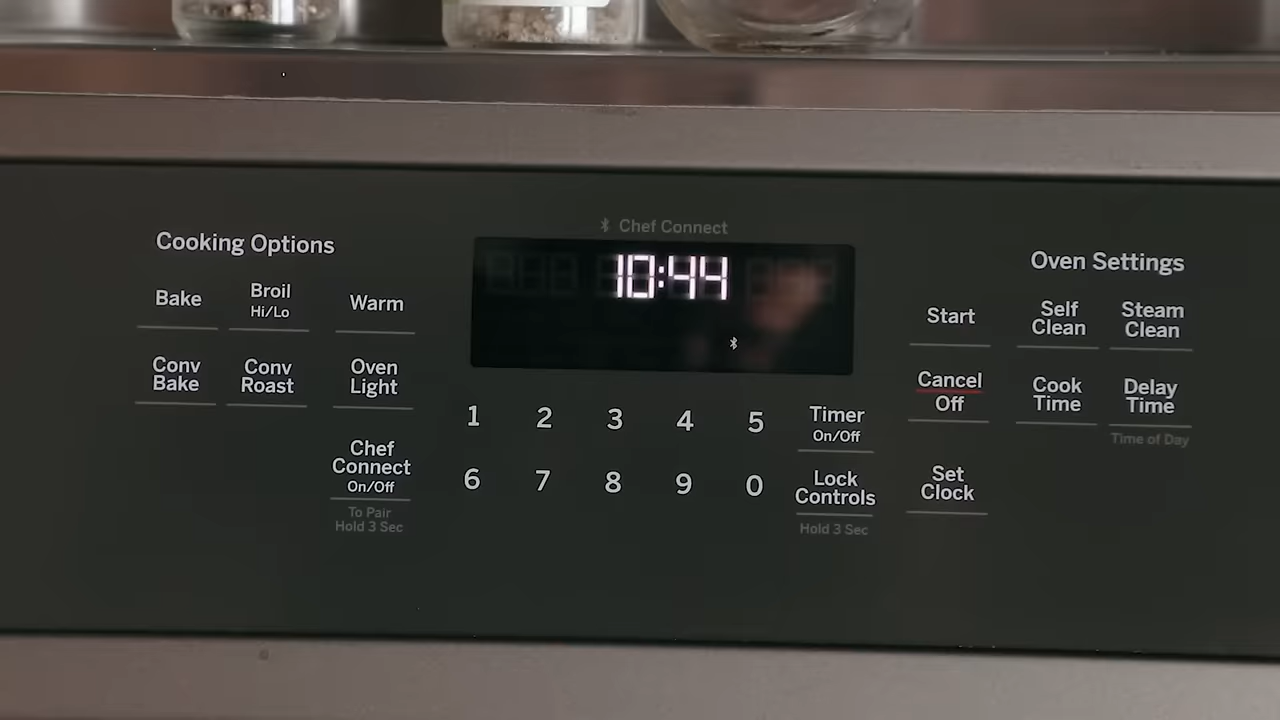 Chef Connect
10:44
Cooking Options
Bake
Broil
Hi/Lo
Warm
Conv
Bake
Conv
Roast
Oven
Light
Chef
Connect
On/Off
To Pair
Hold 3 Sec
1 2 3 4 5
6 7 8 9 0
Timer
On/Off
Lock
Controls
Hold 3 Sec
Oven Settings
Start
Self
Clean
Steam
Clean
Cancel
Off
Cook
Time
Delay
Time
Time of Day
Set
Clock